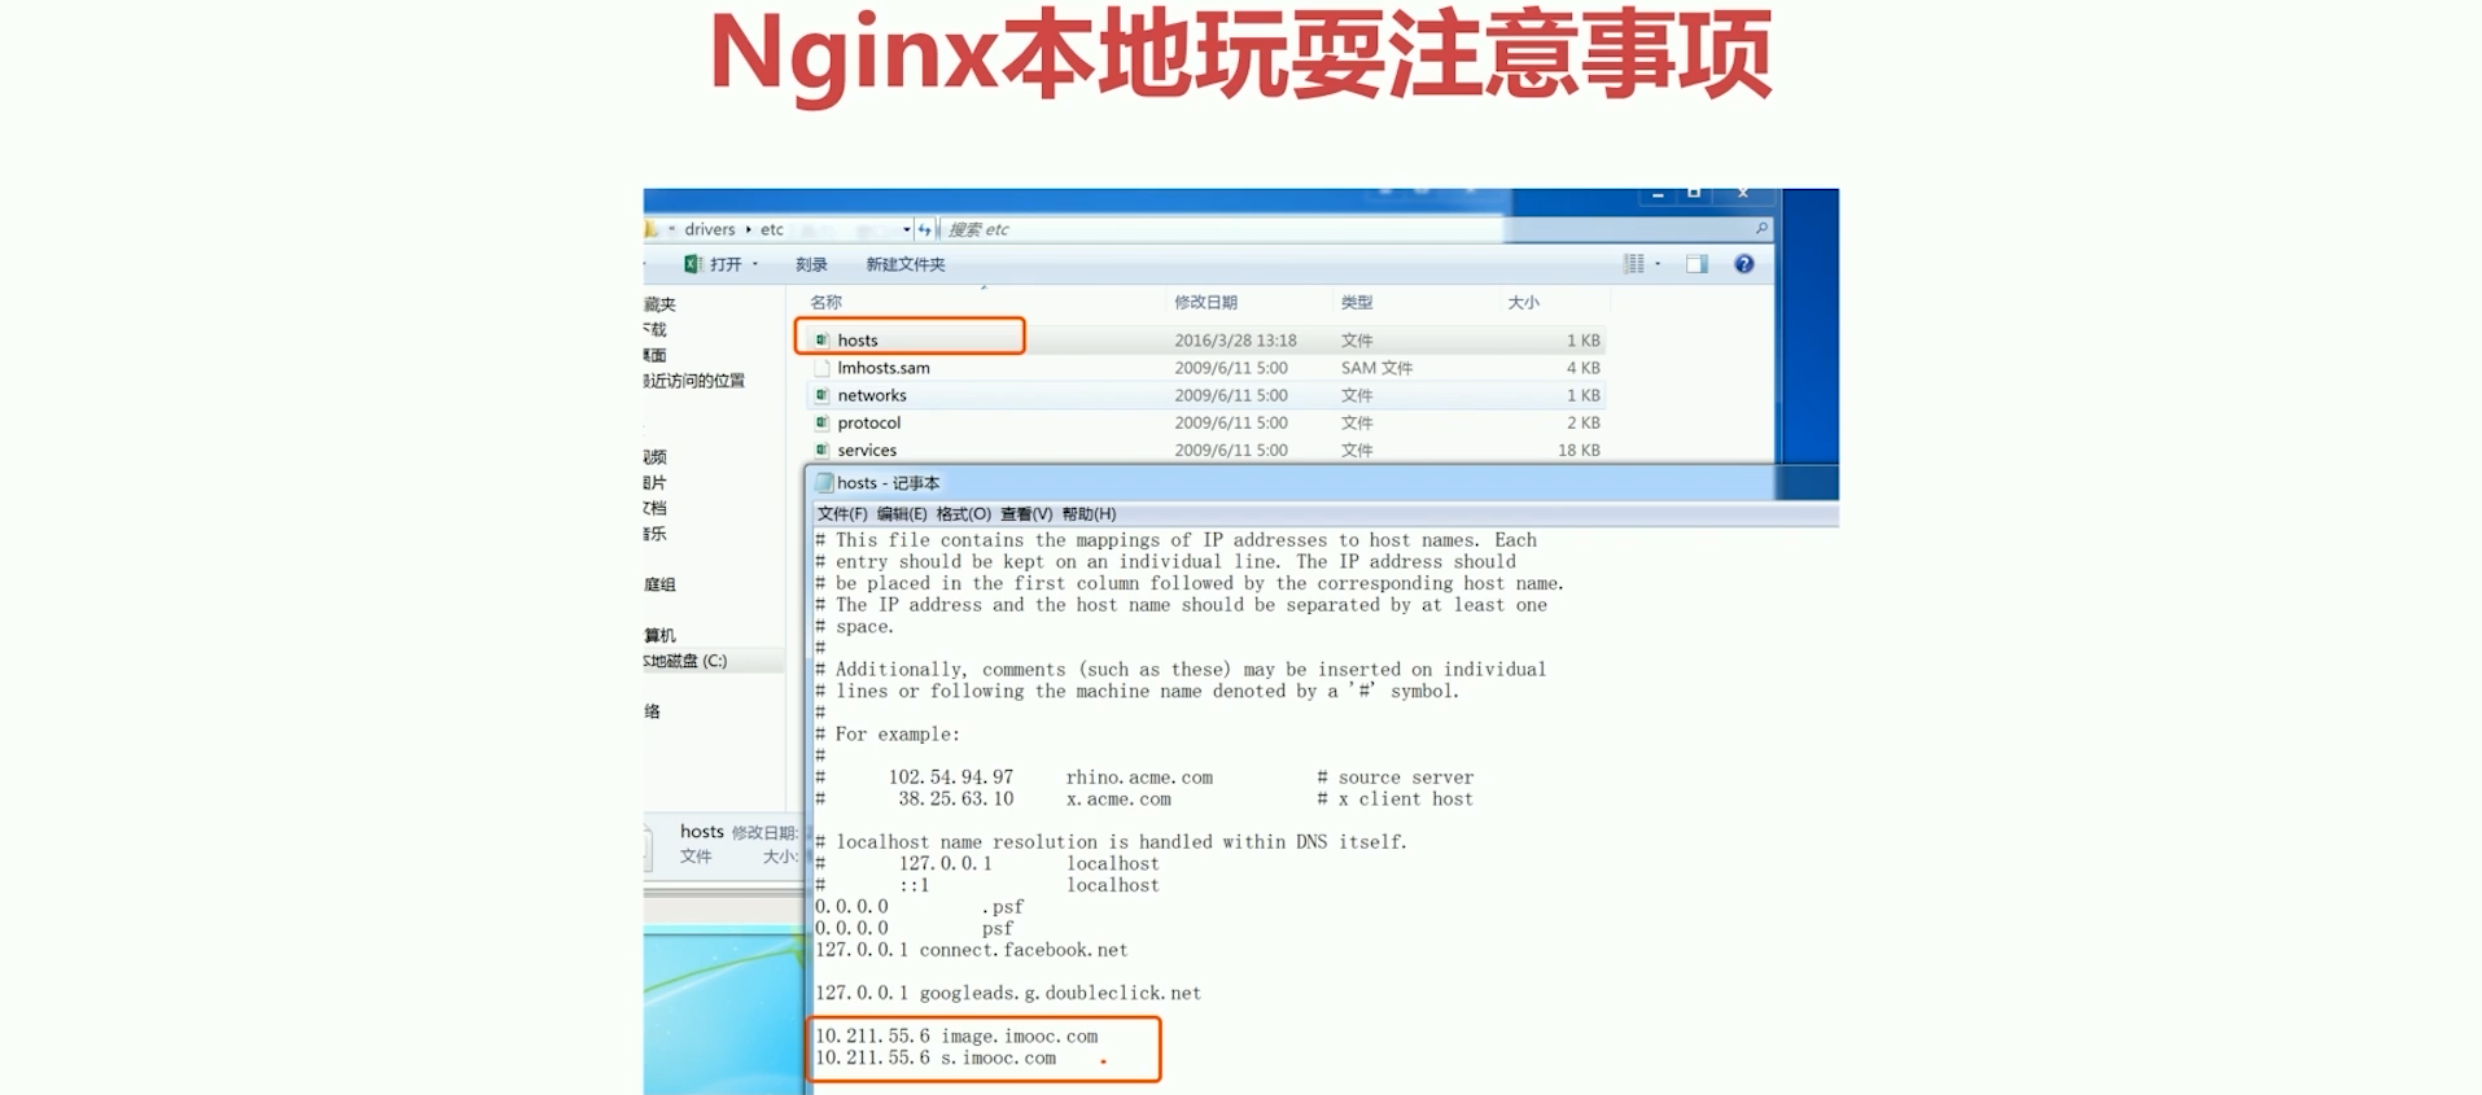 Nginx本地玩耍注意事项
drivers etc 搜索 etc
打开 刻录 新建文件夹
名称 修改日期 类型 大小
藏夹
下载
桌面
最近访问的位置
视频
图片
文档
音乐
庭组
算机
本地磁盘 (C:)
络
hosts 2016/3/28 13:18 文件 1 KB
lmhosts.sam 2009/6/11 5:00 SAM 文件 4 KB
networks 2009/6/11 5:00 文件 1 KB
protocol 2009/6/11 5:00 文件 2 KB
services 2009/6/11 5:00 文件 18 KB
hosts 修改日期:
文件 大小:
hosts - 记事本
文件(F) 编辑(E) 格式(O) 查看(V) 帮助(H)
# This file contains the mappings of IP addresses to host names. Each
# entry should be kept on an individual line. The IP address should
# be placed in the first column followed by the corresponding host name.
# The IP address and the host name should be separated by at least one
# space.
#
# Additionally, comments (such as these) may be inserted on individual
# lines or following the machine name denoted by a '#' symbol.
#
# For example:
#
# 102.54.94.97 rhino.acme.com # source server
# 38.25.63.10 x.acme.com # x client host
# localhost name resolution is handled within DNS itself.
# 127.0.0.1 localhost
# ::1 localhost
0.0.0.0 .psf
0.0.0.0 psf
127.0.0.1 connect.facebook.net
127.0.0.1 googleads.g.doubleclick.net
10.211.55.6 image.imooc.com
10.211.55.6 s.imooc.com